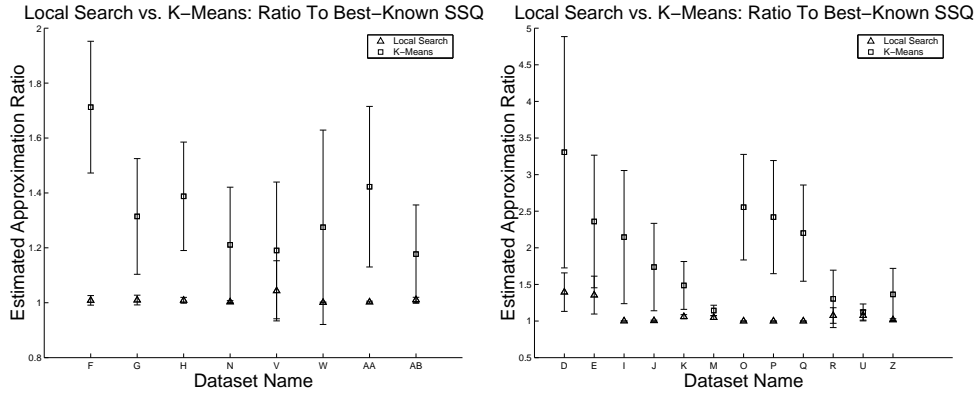 Local Search vs. K−Means: Ratio To Best−Known SSQ
Local Search
K−Means
Estimated Approximation Ratio
2
1.8
1.6
1.4
1.2
1
0.8
F G H N V W AA AB
Dataset Name
Local Search vs. K−Means: Ratio To Best−Known SSQ
Local Search
K−Means
Estimated Approximation Ratio
5
4.5
4
3.5
3
2.5
2
1.5
1
0.5
D E I J K M O P Q R U Z
Dataset Name